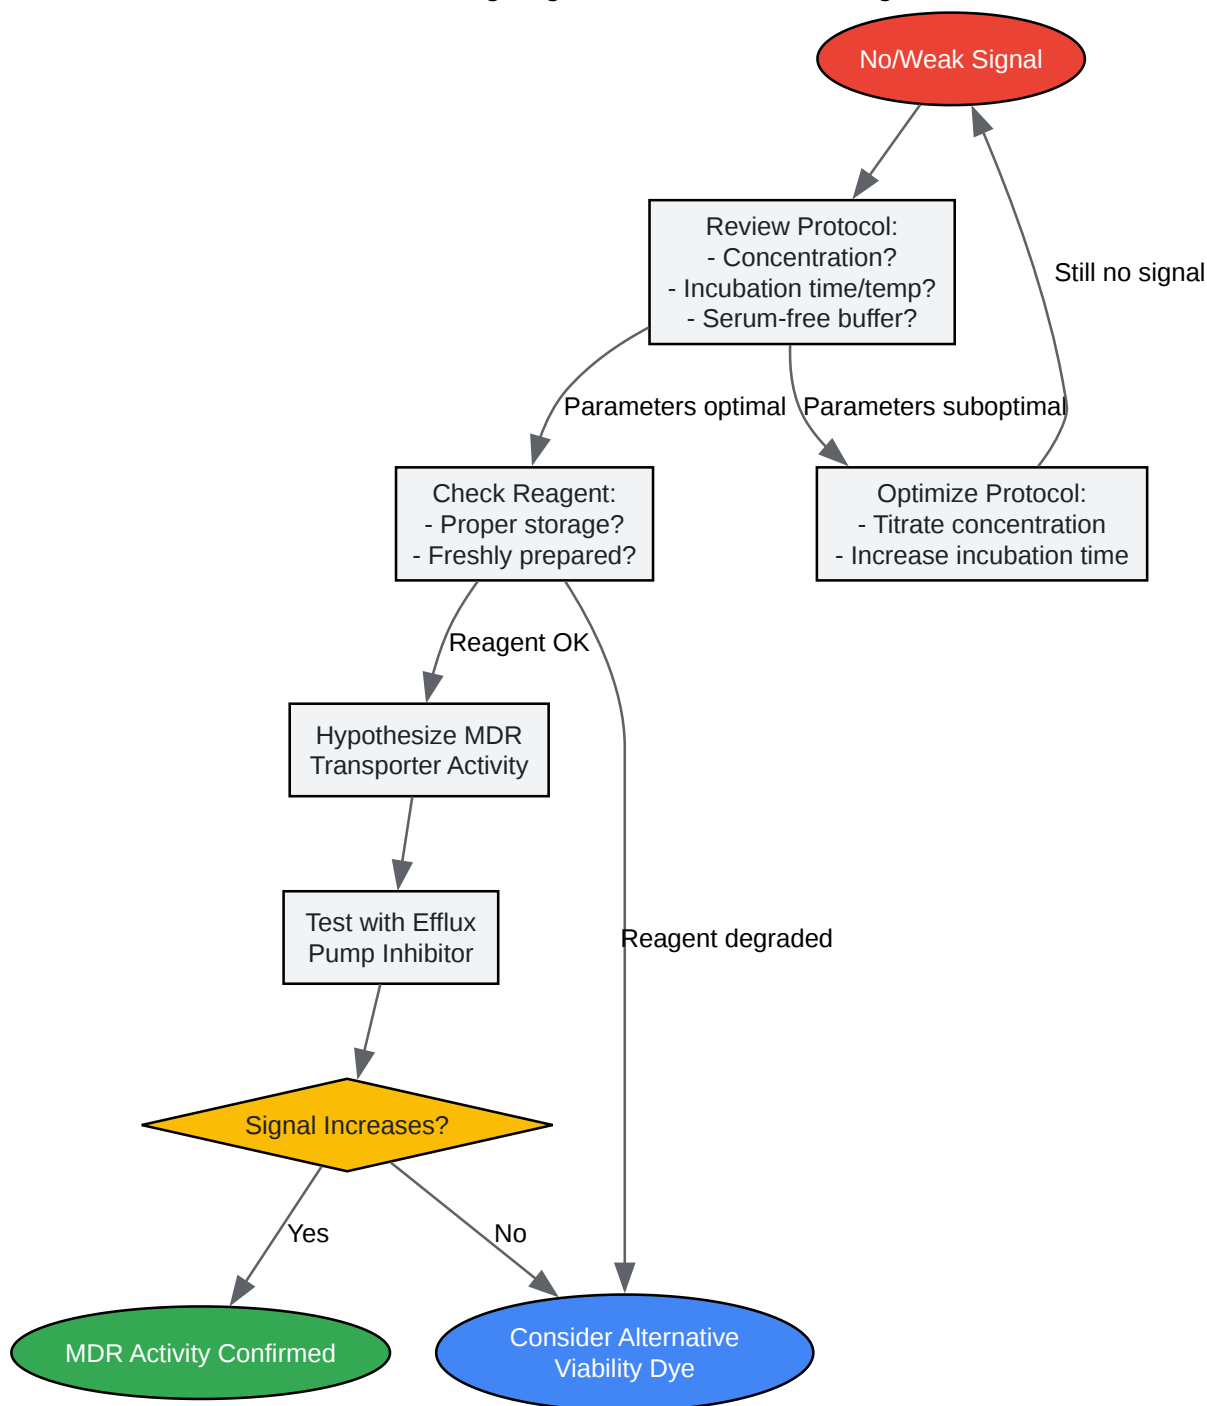 No/Weak Signal
Review Protocol:
- Concentration?
- Incubation time/temp?
- Serum-free buffer?
Still no signal
Parameters optimal
Parameters suboptimal
Check Reagent:
- Proper storage?
- Freshly prepared?
Optimize Protocol:
- Titrate concentration
- Increase incubation time
Reagent OK
Hypothesize MDR
Transporter Activity
Test with Efflux
Pump Inhibitor
Reagent degraded
Signal Increases?
Yes
No
MDR Activity Confirmed
Consider Alternative
Viability Dye